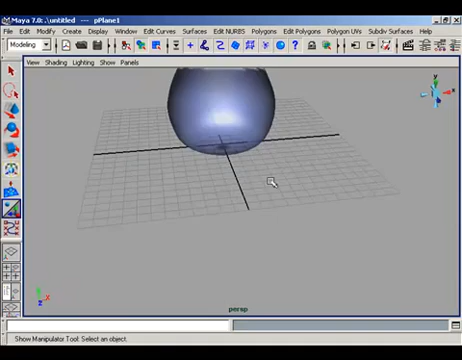 Maya 7.0: .\untitled --- pPlane1
File Edit Modify Create Display Window Edit Curves Surfaces Edit NURBS Polygons Edit Polygons Polygon UVs Subdiv Surfaces
Modeling
View Shading Lighting Show Panels
y
x
z
x
z
persp
Show Manipulator Tool: Select an object.